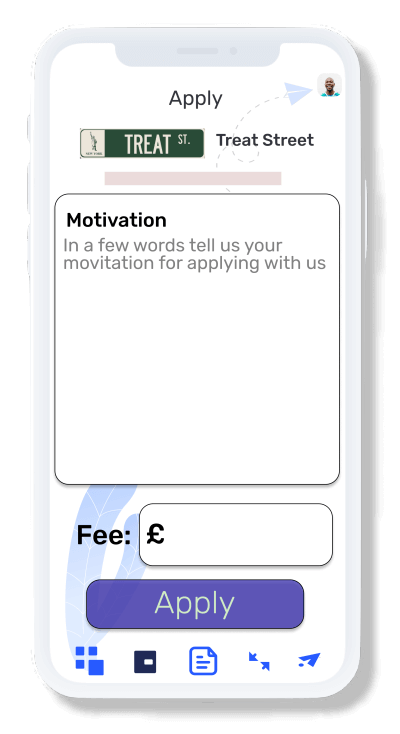 Apply
TREAT ST.
NEW YORK
Treat Street
Motivation
In a few words tell us your
movitation for applying with us
Fee: £
Apply